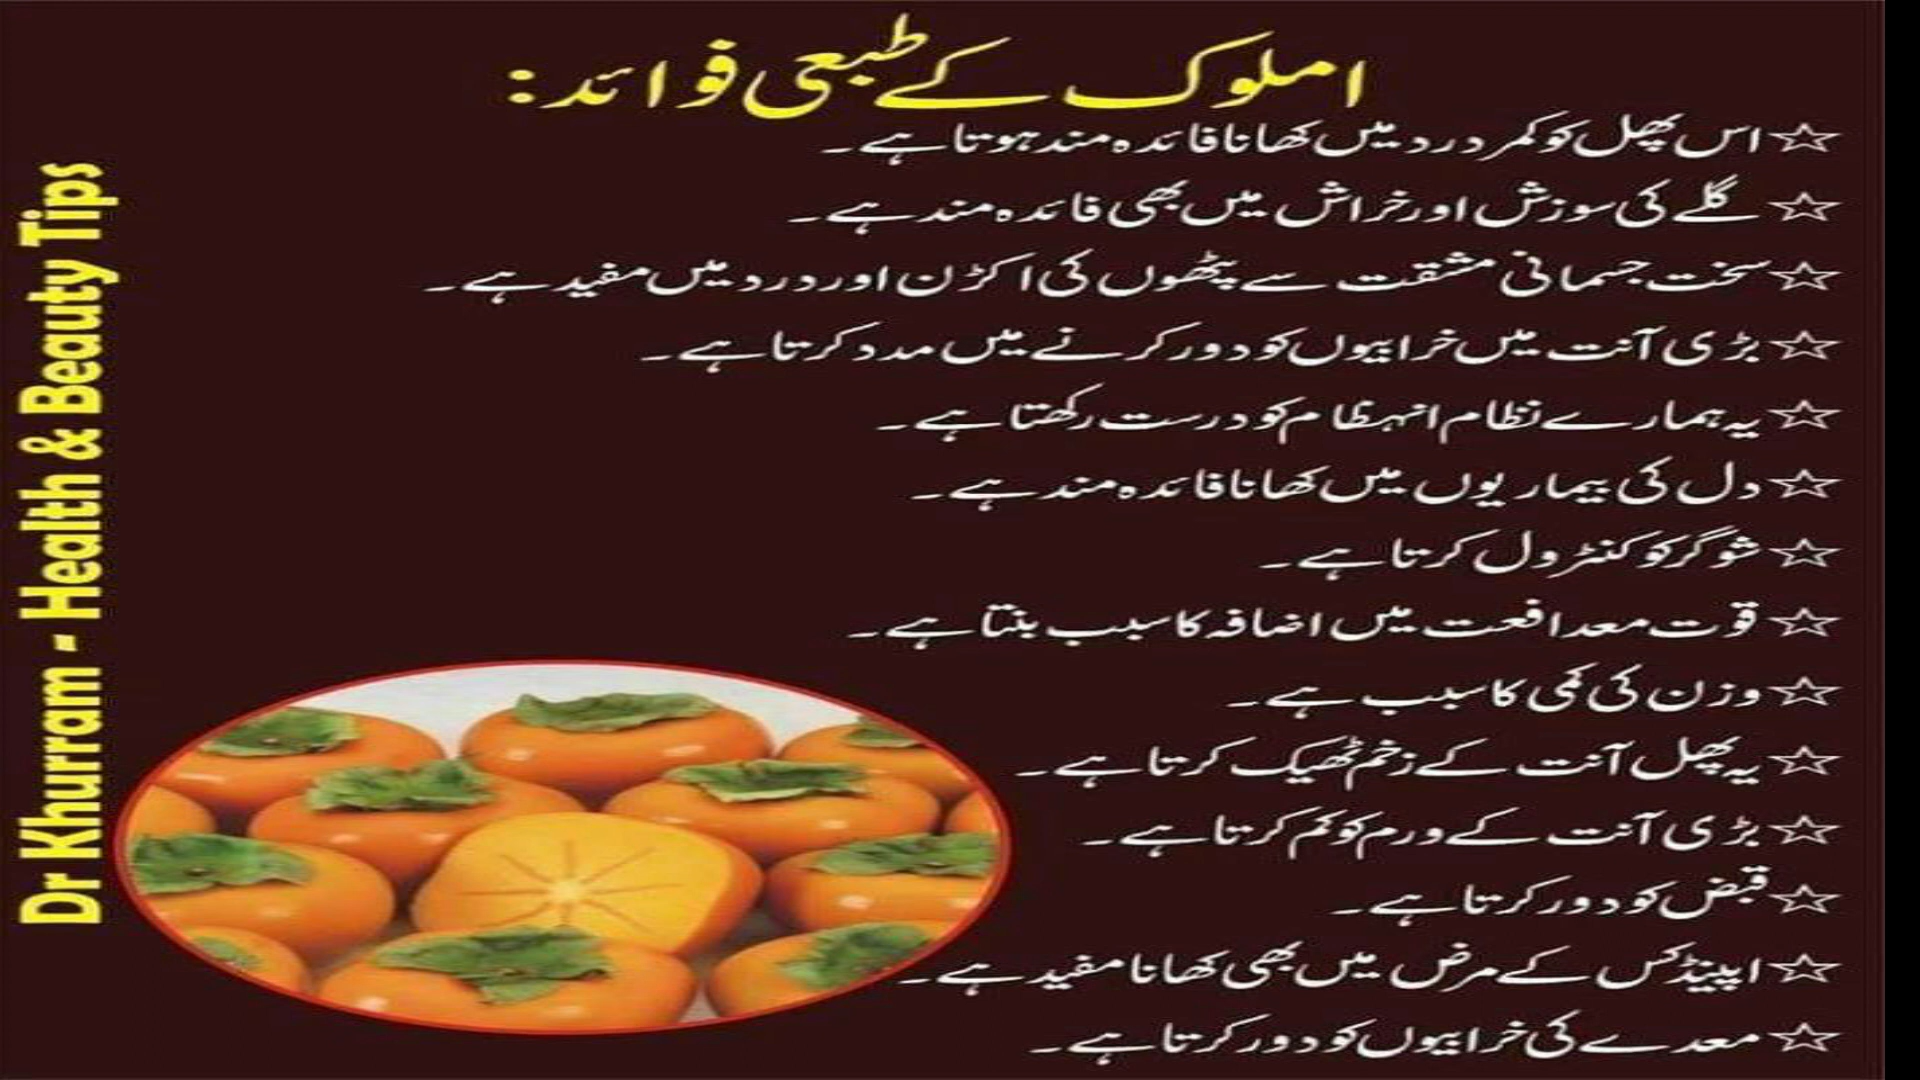 املوک کے طبعی فوائد:
☆ اس پھل کو کمر درد میں کھانا فائدہ مند ہوتا ہے۔
☆ گلے کی سوزش اور خراش میں بھی فائدہ مند ہے۔
☆ سخت جسمانی مشقت سے پٹھوں کی اکڑن اور درد میں مفید ہے۔
☆ بڑی آنت میں خرابیوں کو دور کرنے میں مدد کرتا ہے۔
☆ یہ ہمارے نظام انہظام کو درست رکھتا ہے۔
☆ دل کی بیماریوں میں کھانا فائدہ مند ہے۔
☆ شوگر کو کنٹرول کرتا ہے۔
☆ قوت معدافعت میں اضافہ کا سبب بنتا ہے۔
☆ وزن کی کمی کا سبب ہے۔
☆ یہ پھل آنت کے زخم ٹھیک کرتا ہے۔
☆ بڑی آنت کے ورم کو کم کرتا ہے۔
☆ قبض کو دور کرتا ہے۔
☆ اپینڈکس کے مرض میں بھی کھانا مفید ہے۔
☆ معدے کی خرابیوں کو دور کرتا ہے۔
Dr Khurram - Health & Beauty Tips